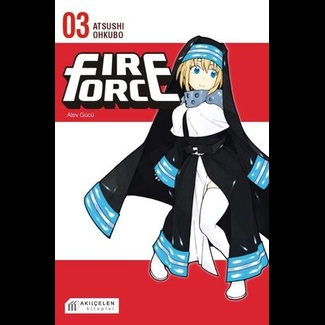 03
ATSUSHI
OHKUBO
FIRE
FORCE
Alev Gücü
AKILÇELEN
kitaplar